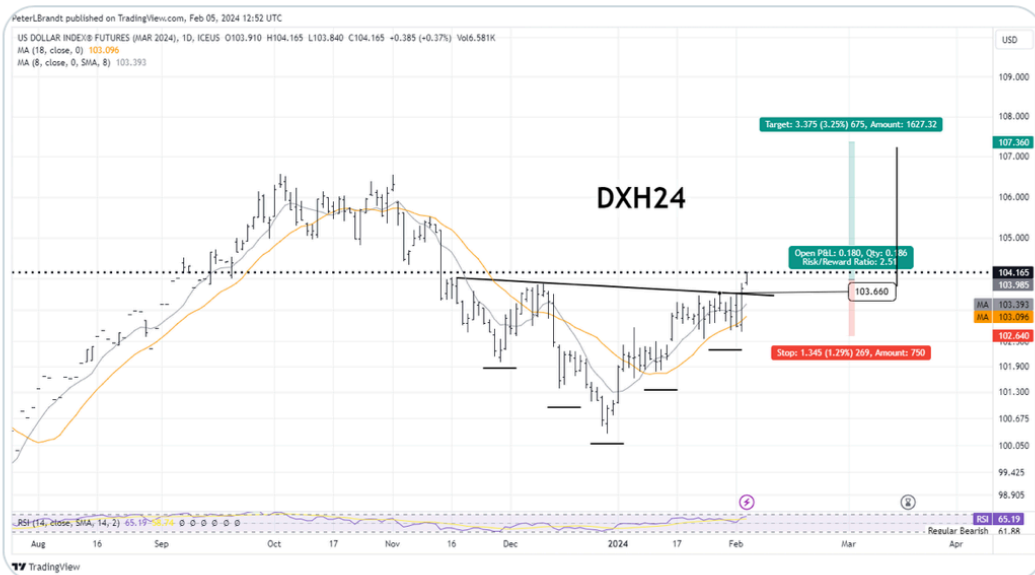 PeterLBrandt published on TradingView.com, Feb 05, 2024 12:52 UTC
US DOLLAR INDEX® FUTURES (MAR 2024), 1D, ICEUS O103.910 H104.165 L103.840 C104.165 +0.385 (+0.37%) Vol6.581K
MA (18, close, 0) 103.096
MA (8, close, 0, SMA, 8) 103.393
USD
109.000
108.000
Target: 3.375 (3.25%) 675, Amount: 1627.32
107.360
107.000
106.000
DXH24
105.000
Open P&L: 0.180, Qty: 0.186
Risk/Reward Ratio: 2.51
104.165
103.985
103.660
MA 103.393
MA 103.096
102.640
Stop: 1.345 (1.29%) 269, Amount: 750
101.900
101.300
100.675
100.050
99.425
98.905
RSI (14, close, SMA, 14, 2) 65.19 Ø Ø Ø Ø Ø Ø
RSI 65.19
Regular Bearish 61.88
Aug 16 Sep Oct 17 Nov 16 Dec 2024 17 Feb Mar Apr
TradingView